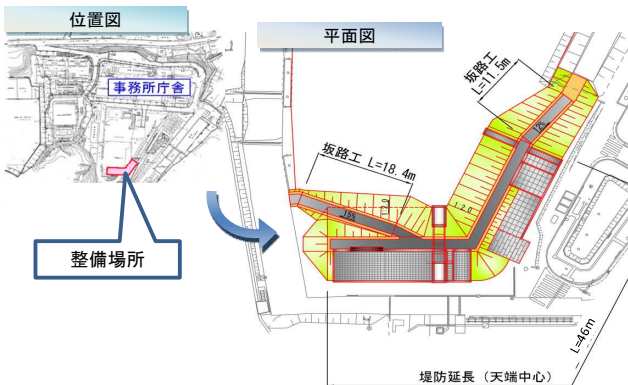 位置図
平面図
事務所庁舎
整備場所
坂路工
L=11.5m
12%
坂路工 L=18.4m
15%
1:2.0
1:2.0
L=46m
堤防延長（天端中心）